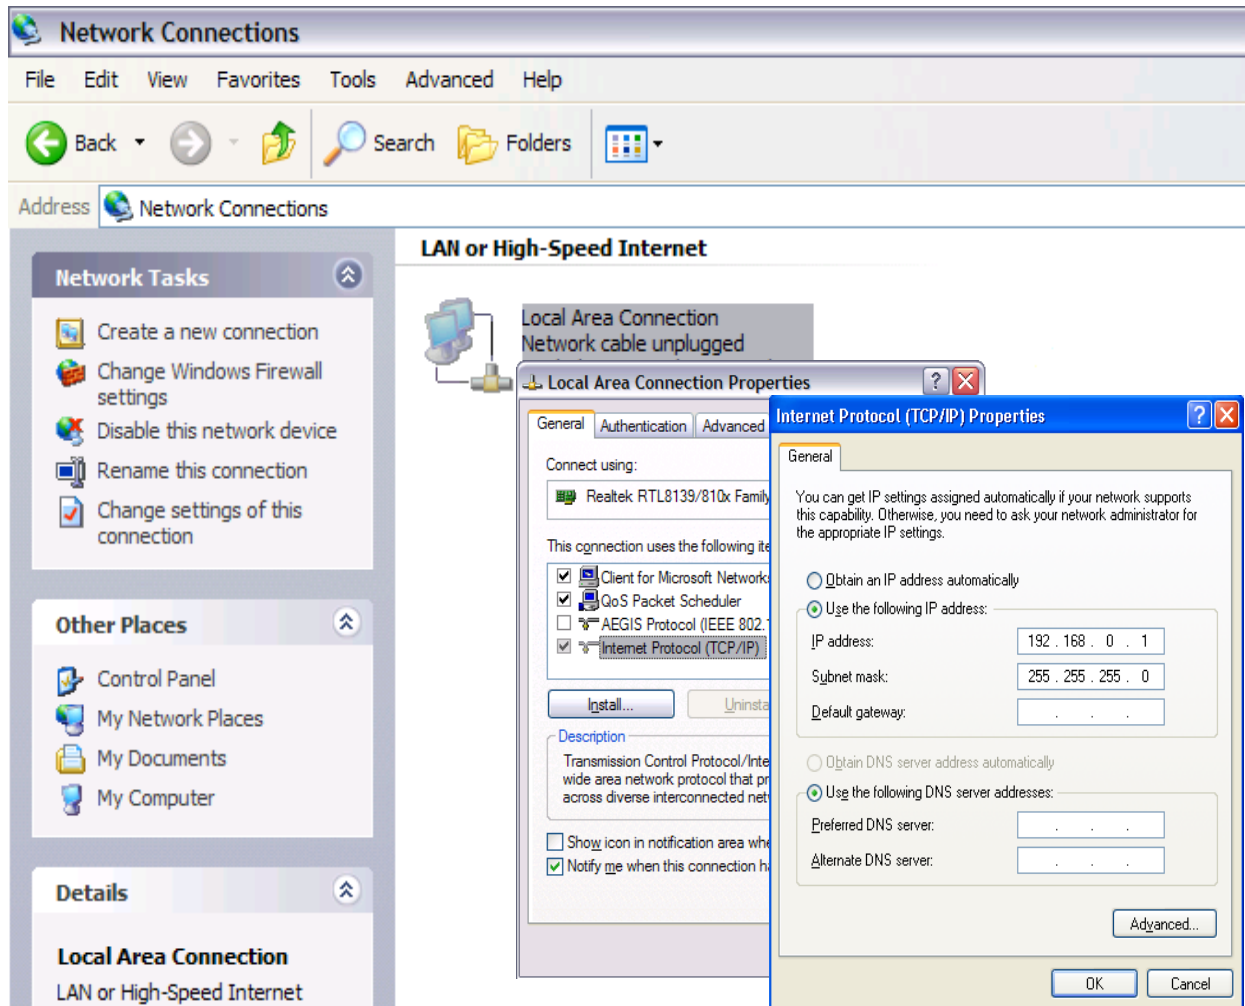 Network Connections
File Edit View Favorites Tools Advanced Help
Back Search Folders
Address Network Connections
Network Tasks
Create a new connection
Change Windows Firewall
settings
Disable this network device
Rename this connection
Change settings of this
connection
Other Places
Control Panel
My Network Places
My Documents
My Computer
Details
Local Area Connection
LAN or High-Speed Internet
LAN or High-Speed Internet
Local Area Connection
Network cable unplugged
Local Area Connection Properties
General Authentication Advanced
Connect using:
Realtek RTL8139/810x Family
This connection uses the following ite
Client for Microsoft Networks
QoS Packet Scheduler
AEGIS Protocol (IEEE 802.1
Internet Protocol (TCP/IP)
Install... Uninsta
Description
Transmission Control Protocol/Inte
wide area network protocol that pr
across diverse interconnected net
Show icon in notification area whe
Notify me when this connection ha
Internet Protocol (TCP/IP) Properties
General
You can get IP settings assigned automatically if your network supports
this capability. Otherwise, you need to ask your network administrator for
the appropriate IP settings.
Obtain an IP address automatically
Use the following IP address:
IP address: 192 . 168 . 0 . 1
Subnet mask: 255 . 255 . 255 . 0
Default gateway: . . .
Obtain DNS server address automatically
Use the following DNS server addresses:
Preferred DNS server: . . .
Alternate DNS server: . . .
Advanced...
OK Cancel